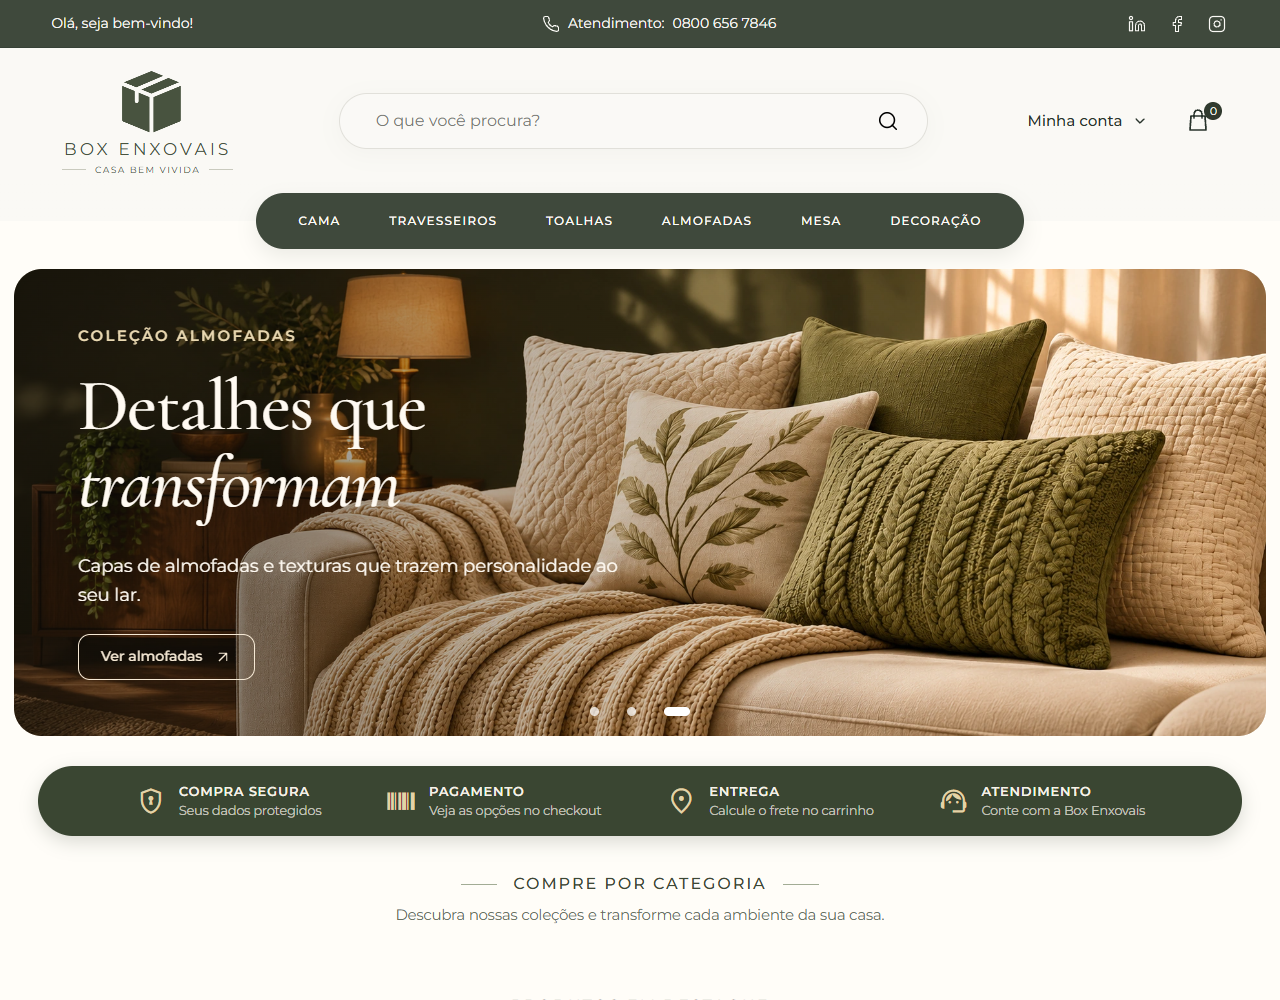 Olá, seja bem-vindo!
Atendimento: 0800 656 7846
BOX ENXOVAIS
CASA BEM VIVIDA
O que você procura?
Minha conta
0
CAMA
TRAVESSEIROS
TOALHAS
ALMOFADAS
MESA
DECORAÇÃO
COLEÇÃO ALMOFADAS
Detalhes que
transformam
Capas de almofadas e texturas que trazem personalidade ao
seu lar.
Ver almofadas
COMPRA SEGURA
Seus dados protegidos
PAGAMENTO
Veja as opções no checkout
ENTREGA
Calcule o frete no carrinho
ATENDIMENTO
Conte com a Box Enxovais
COMPRE POR CATEGORIA
Descubra nossas coleções e transforme cada ambiente da sua casa.